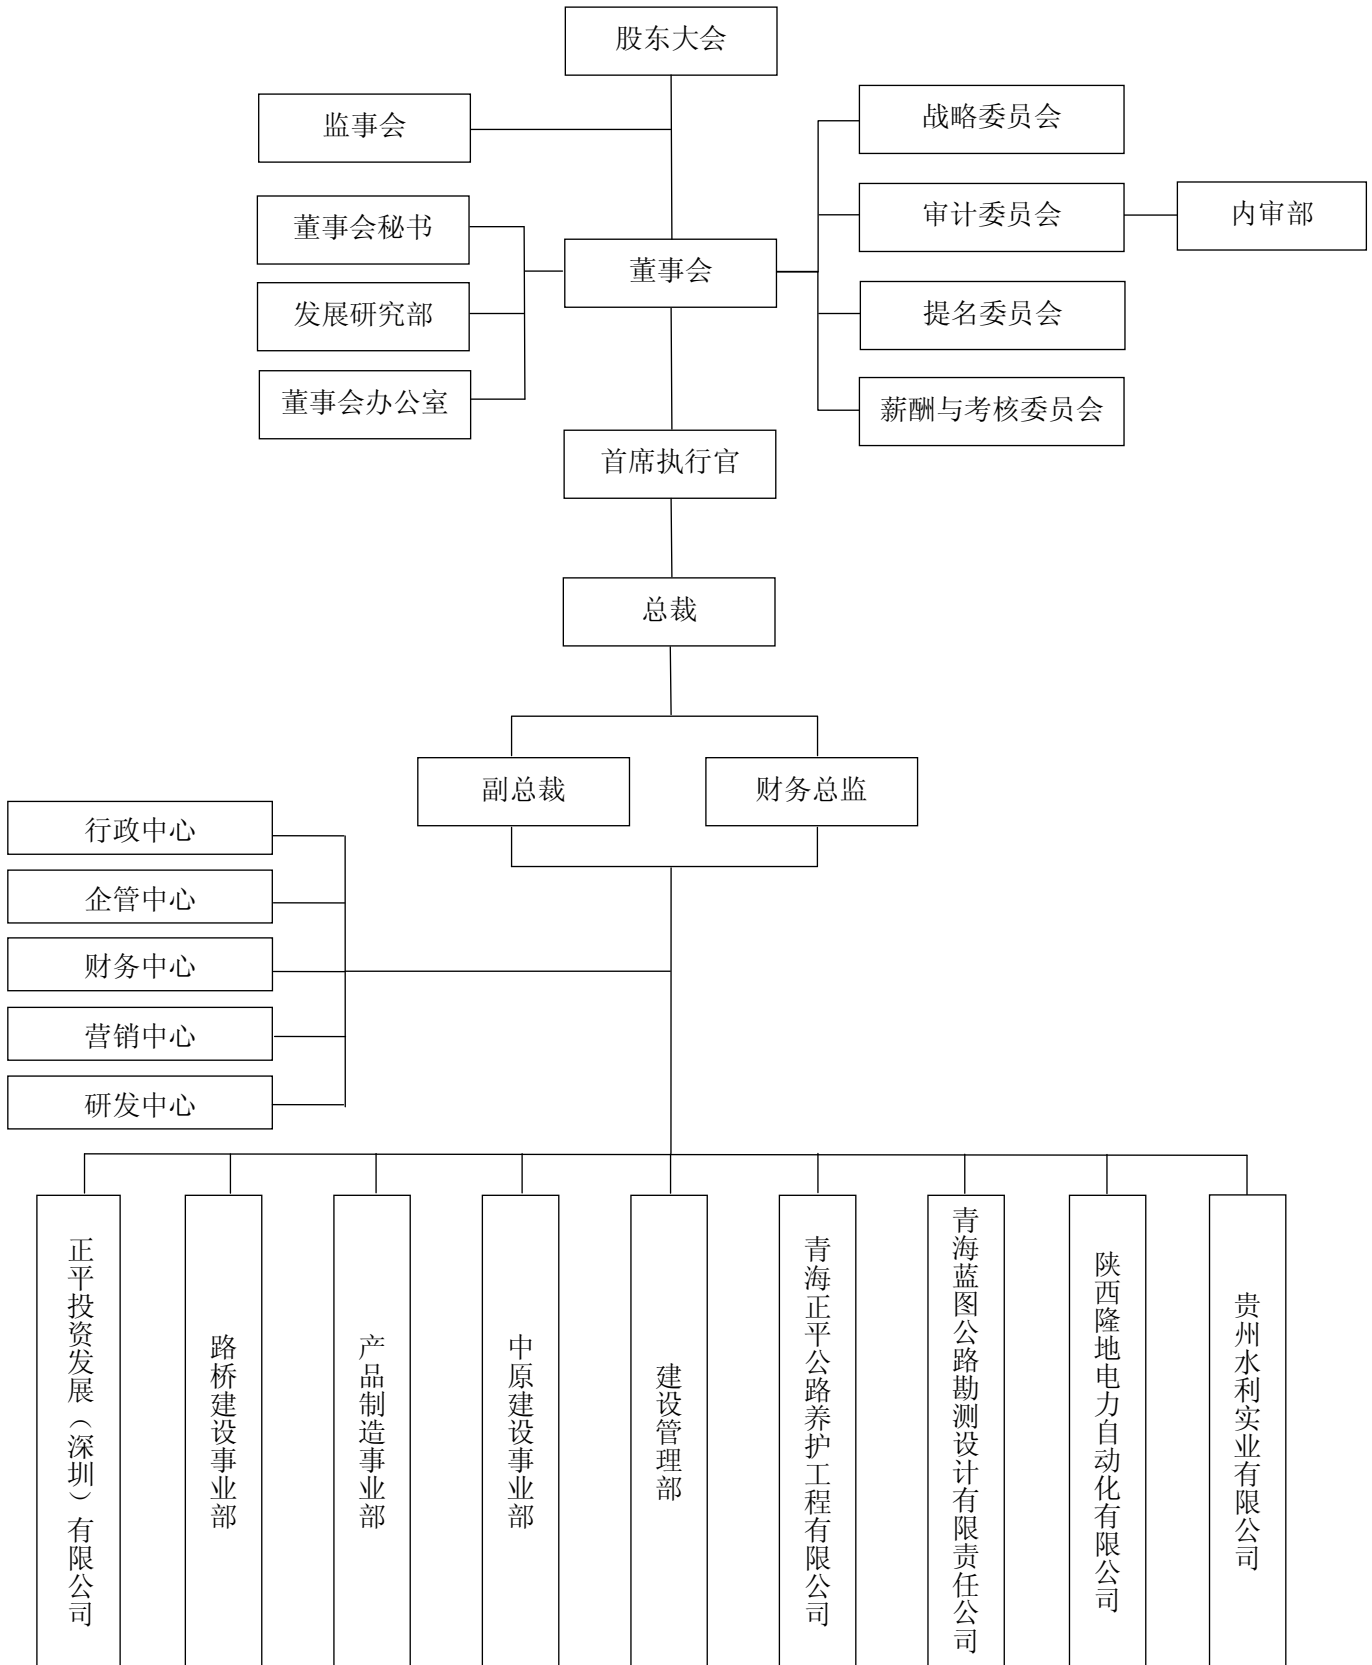 股东大会
监事会
战略委员会
审计委员会
内审部
董事会秘书
董事会
发展研究部
提名委员会
董事会办公室
薪酬与考核委员会
首席执行官
总裁
副总裁
财务总监
行政中心
企管中心
财务中心
营销中心
研发中心
正平投资发展（深圳）有限公司
路桥建设事业部
产品制造事业部
中原建设事业部
建设管理部
青海正平公路养护工程有限公司
青海蓝图公路勘测设计有限责任公司
陕西隆地电力自动化有限公司
贵州水利实业有限公司